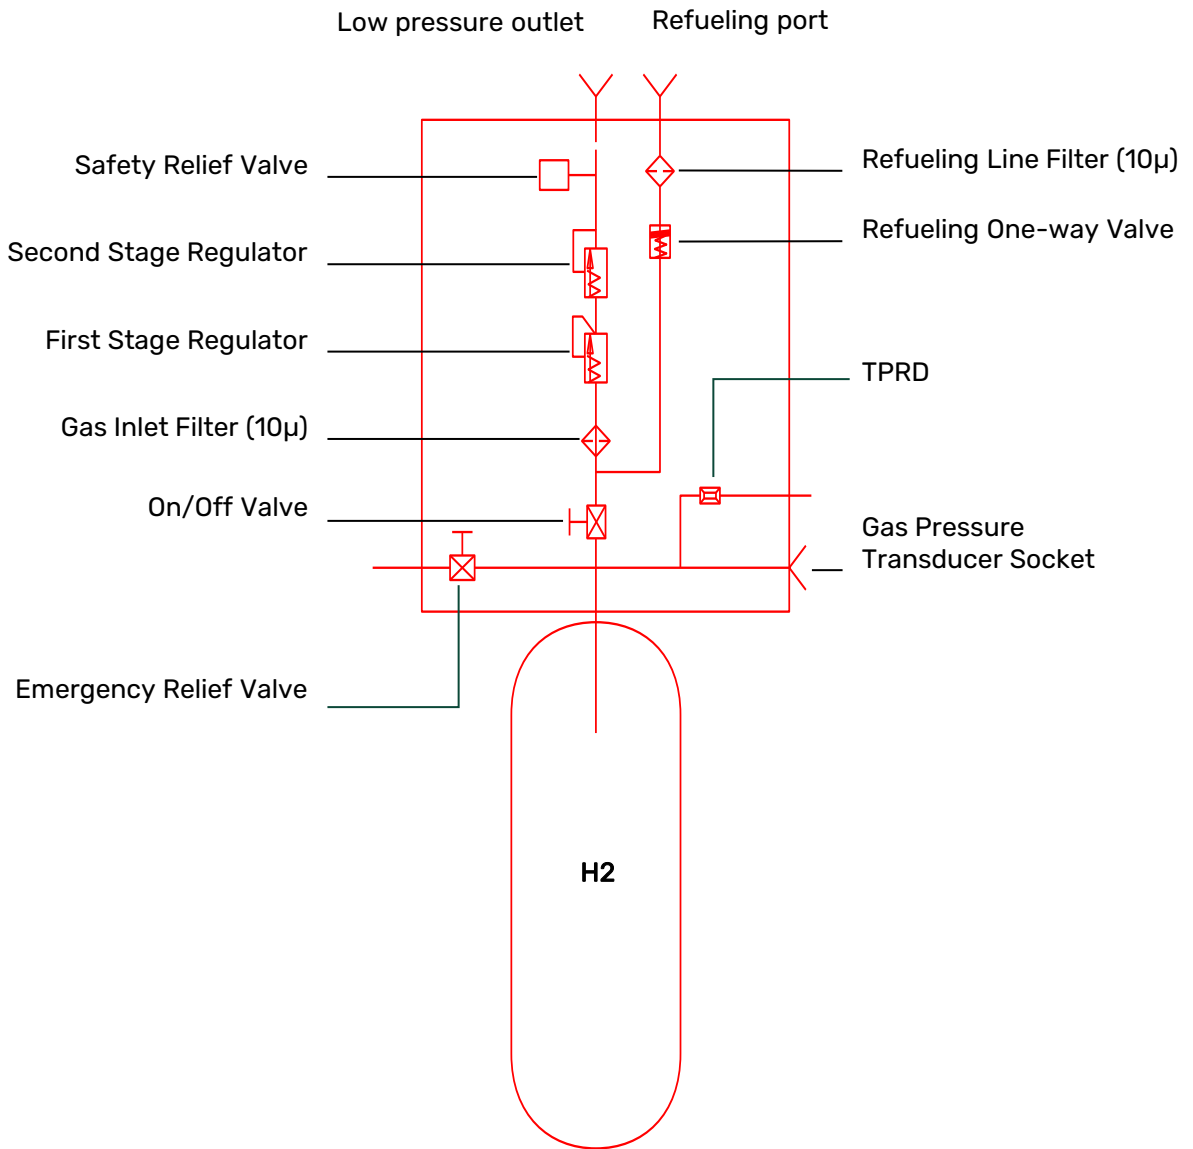 Low pressure outlet
Refueling port
Safety Relief Valve
Refueling Line Filter (10µ)
Second Stage Regulator
Refueling One-way Valve
First Stage Regulator
TPRD
Gas Inlet Filter (10µ)
On/Off Valve
Gas Pressure
Transducer Socket
Emergency Relief Valve
H2